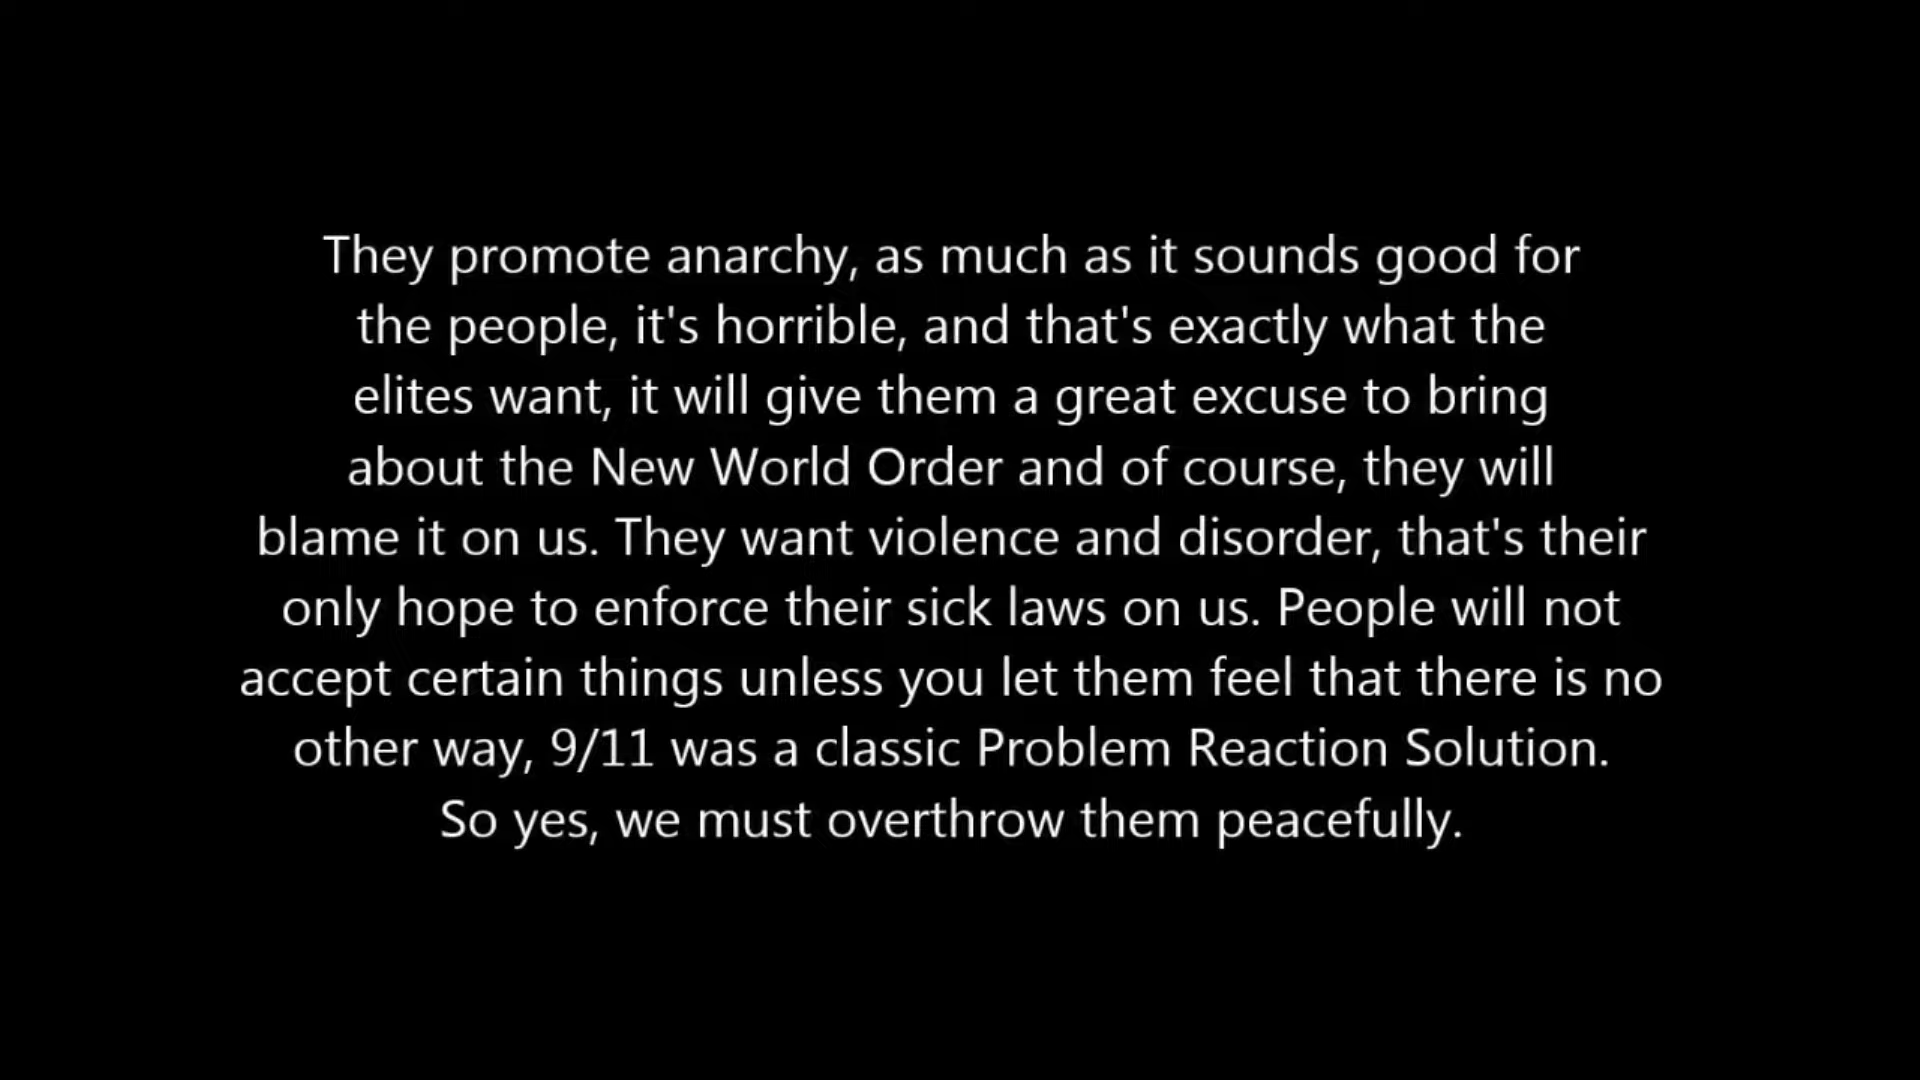 They promote anarchy, as much as it sounds good for
the people, it's horrible, and that's exactly what the
elites want, it will give them a great excuse to bring
about the New World Order and of course, they will
blame it on us. They want violence and disorder, that's their
only hope to enforce their sick laws on us. People will not
accept certain things unless you let them feel that there is no
other way, 9/11 was a classic Problem Reaction Solution.
So yes, we must overthrow them peacefully.